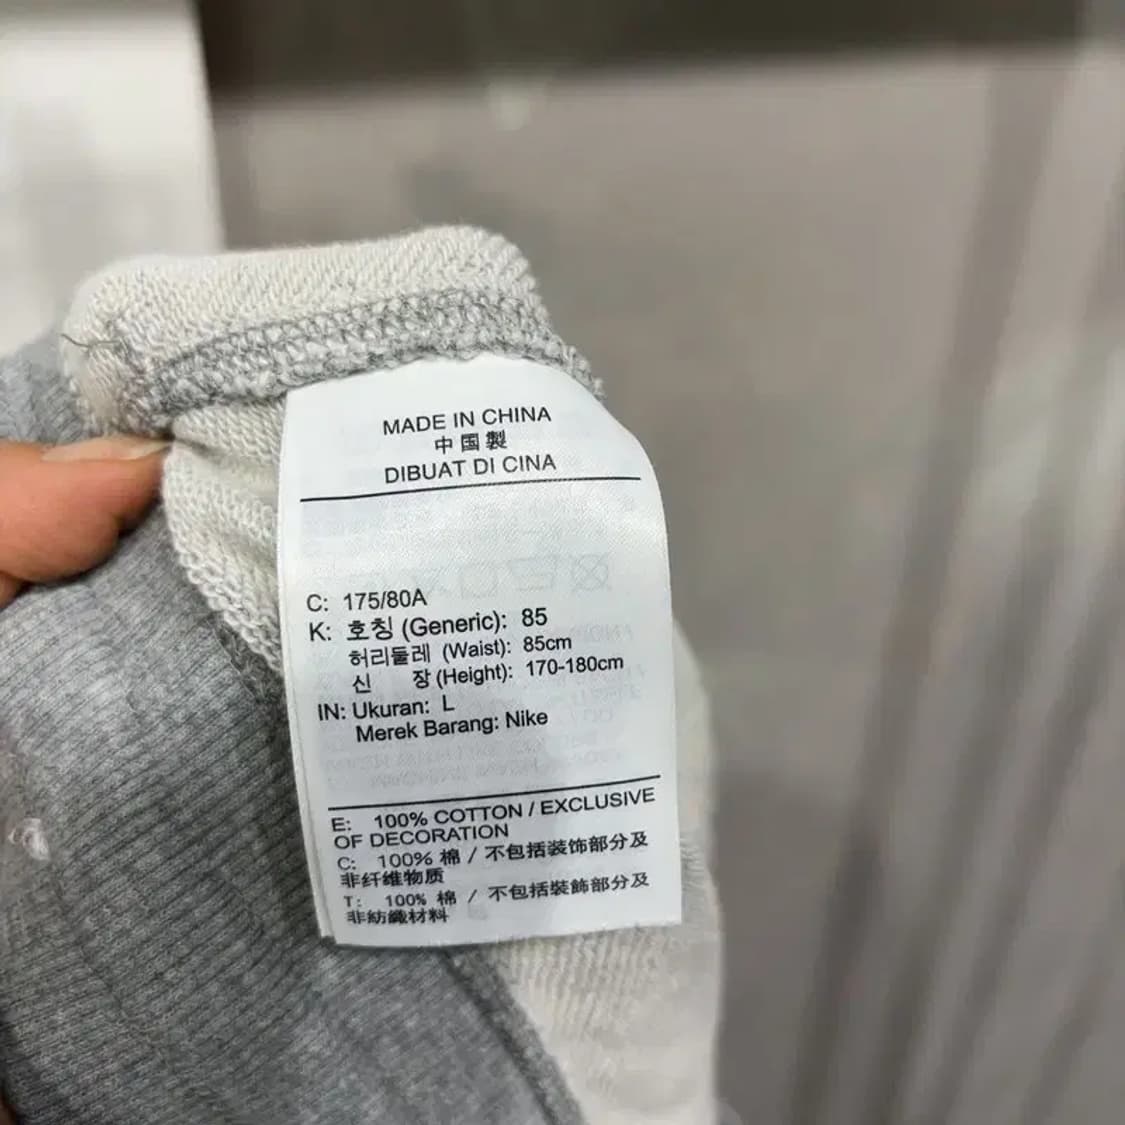 MADE IN CHINA
中国製
DIBUAT DI CINA
C: 175/80A
K: 호칭 (Generic): 85
허리둘레 (Waist): 85cm
신 장 (Height): 170-180cm
IN: Ukuran: L
Merek Barang: Nike
E: 100% COTTON / EXCLUSIVE
OF DECORATION
C: 100% 棉 / 不包括装饰部分及
非纤维物质
T: 100% 棉 / 不包括裝飾部分及
非紡織材料